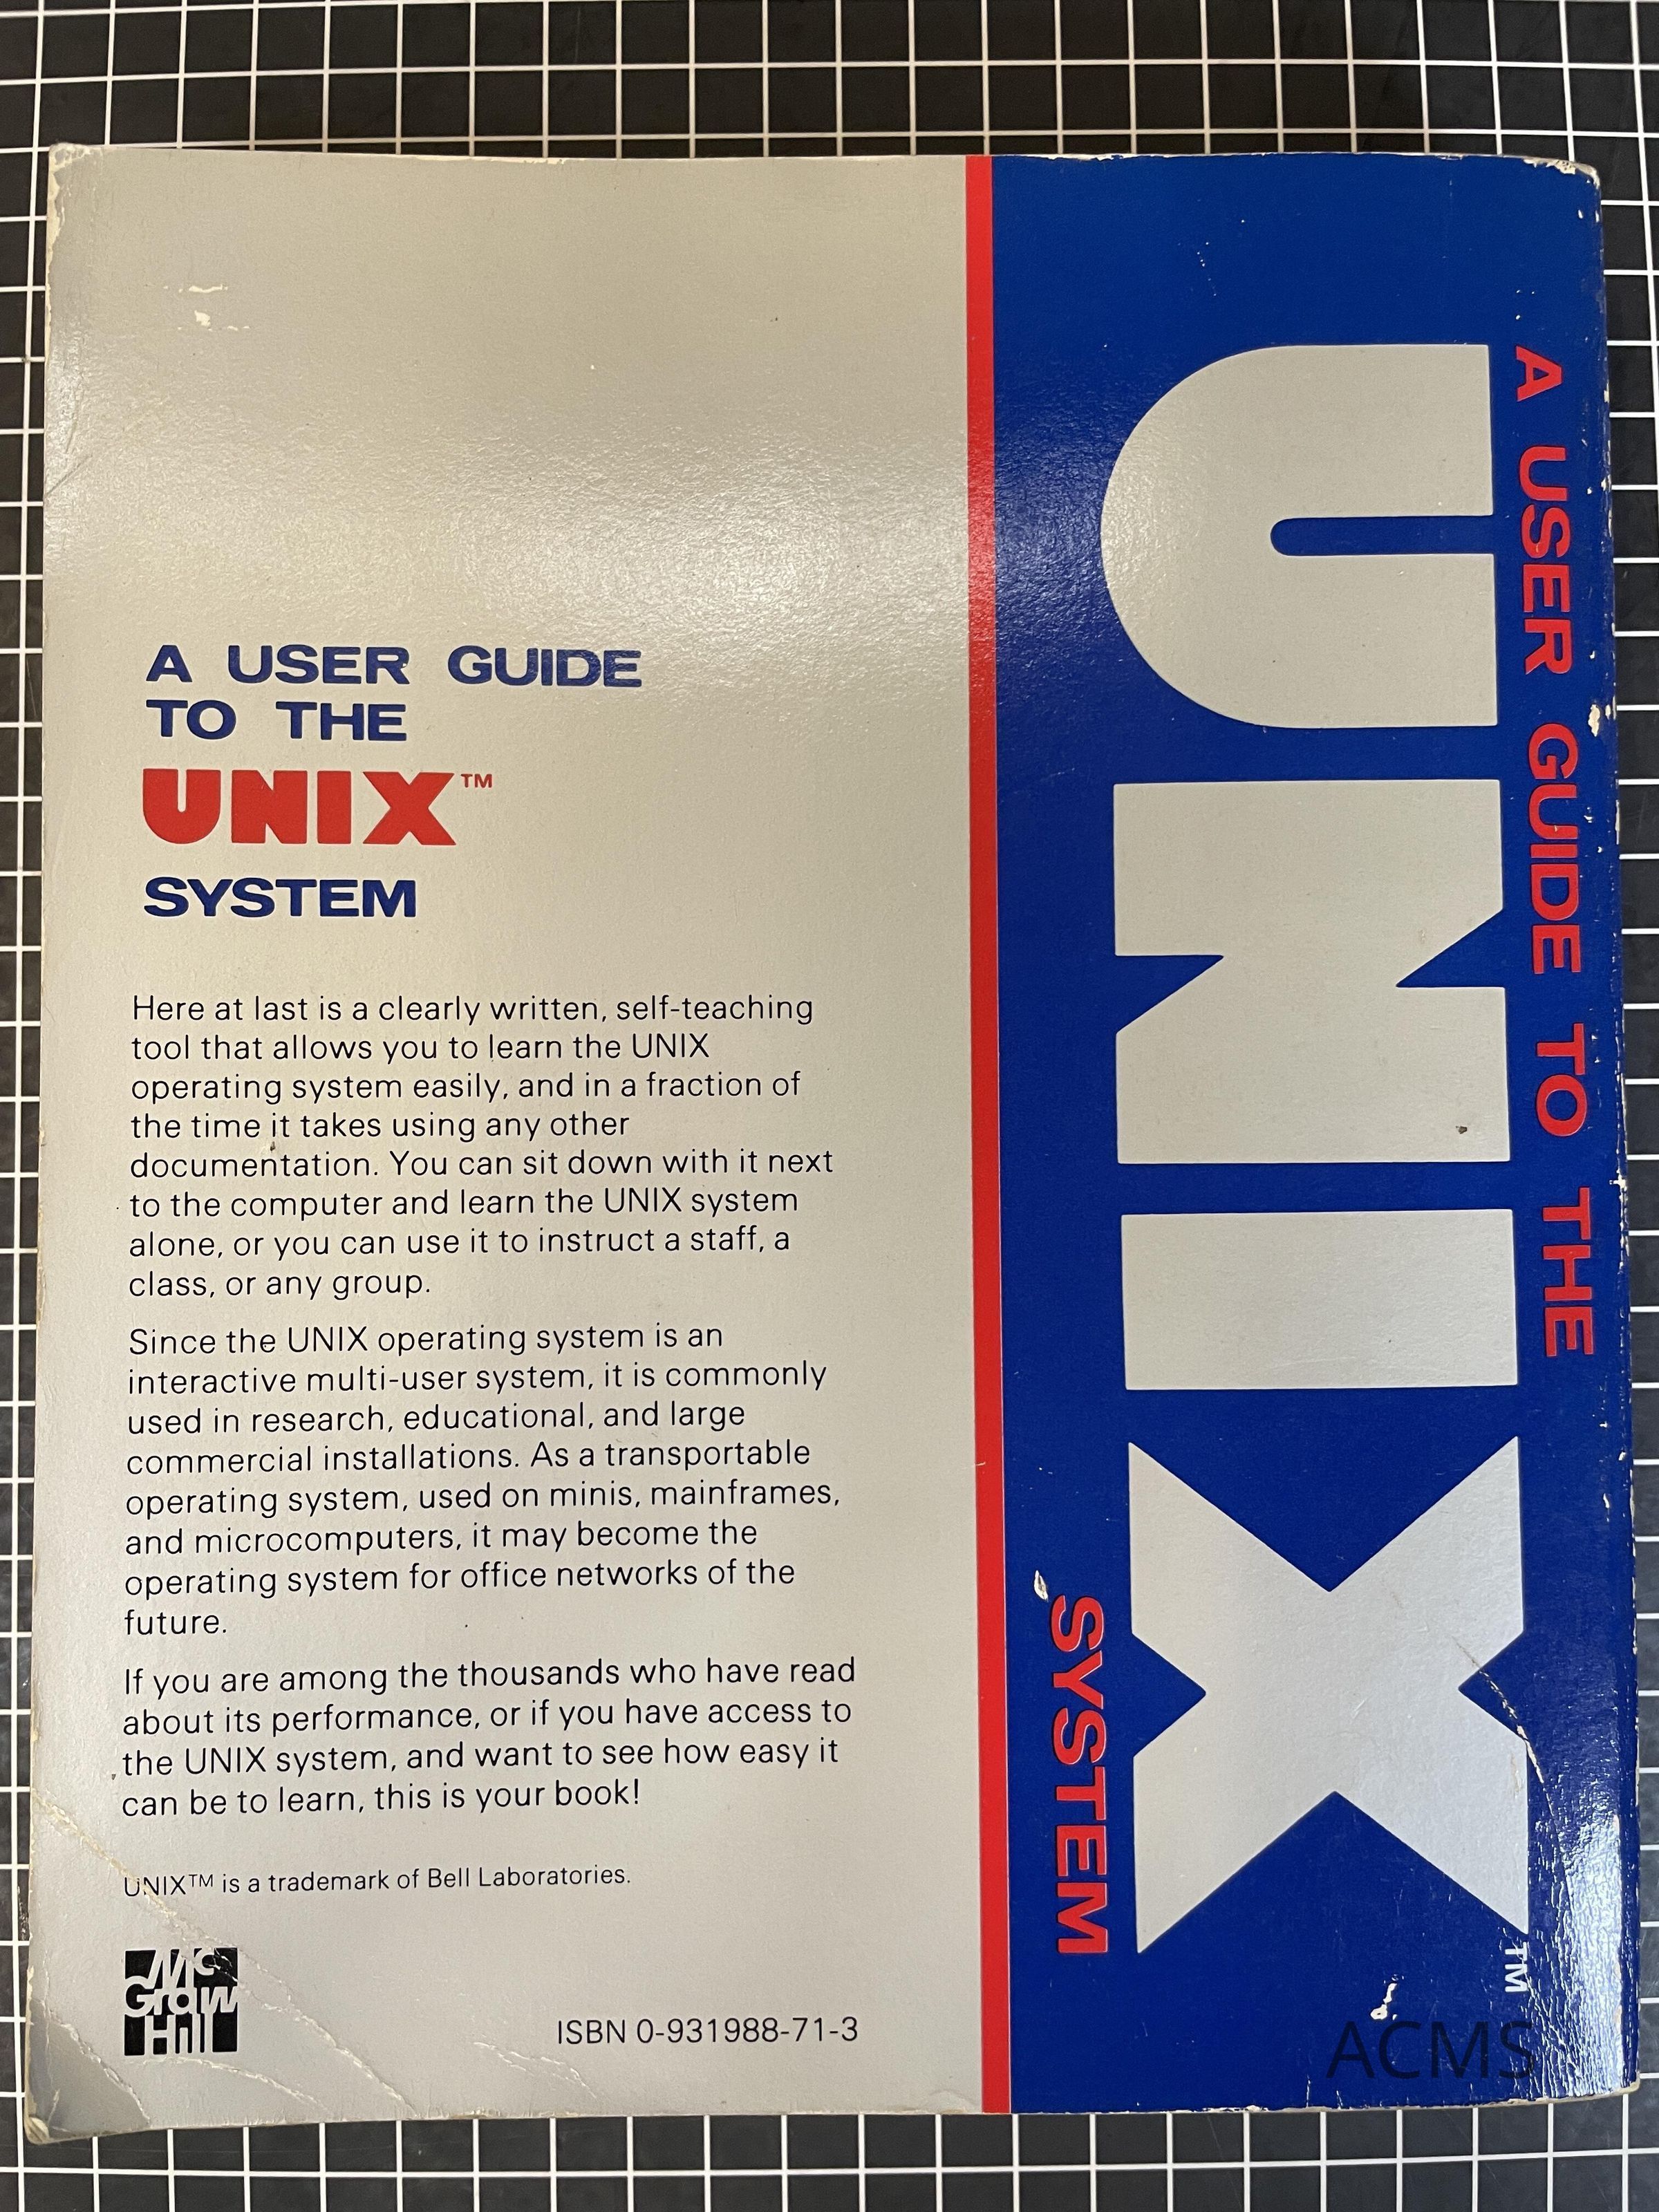 A USER GUIDE
TO THE
UNIX™
SYSTEM
Here at last is a clearly written, self-teaching
tool that allows you to learn the UNIX
operating system easily, and in a fraction of
the time it takes using any other
documentation. You can sit down with it next
to the computer and learn the UNIX system
alone, or you can use it to instruct a staff, a
class, or any group.
Since the UNIX operating system is an
interactive multi-user system, it is commonly
used in research, educational, and large
commercial installations. As a transportable
operating system, used on minis, mainframes,
and microcomputers, it may become the
operating system for office networks of the
future.
If you are among the thousands who have read
about its performance, or if you have access to
the UNIX system, and want to see how easy it
can be to learn, this is your book!
UNIX™ is a trademark of Bell Laboratories.
Mc
Graw
Hill
ISBN 0-931988-71-3
A USER GUIDE TO THE
UNIX™
SYSTEM
ACMS